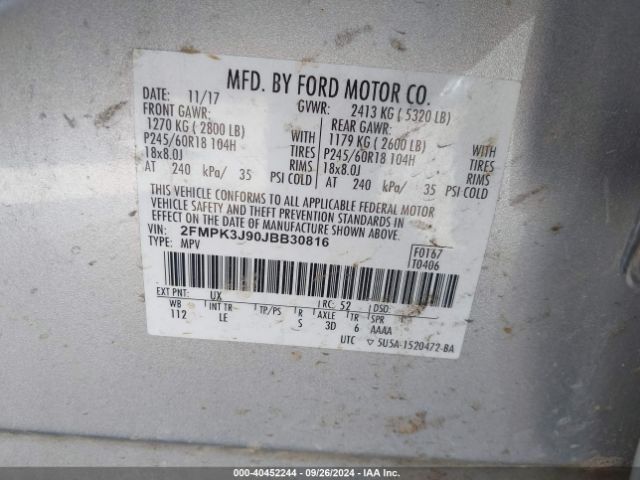 MFD. BY FORD MOTOR CO.
DATE: 11/17 GVWR: 2413 KG ( 5320 LB)
FRONT GAWR: REAR GAWR:
1270 KG ( 2800 LB) 1179 KG ( 2600 LB)
P245/60R18 104H TIRES P245/60R18 104H TIRES
18x8.0J RIMS 18x8.0J RIMS
AT 240 kPa/ 35 PSI COLD AT 240 kPa/ 35 PSI COLD
THIS VEHICLE CONFORMS TO ALL APPLICABLE FEDERAL MOTOR
VEHICLE SAFETY AND THEFT PREVENTION STANDARDS IN
EFFECT ON THE DATE OF MANUFACTURE SHOWN ABOVE.
VIN: 2FMPK3J90JBB30816 F0167
TYPE: MPV T0406
EXT PNT: UX RC: 52 DSO:
WB INT TR TP/PS R AXLE TR SPR
112 LE S 3D 6 AAAA
UTC ▽ 5U5A-1520472-BA
000-40452244 - 09/26/2024 - IAA Inc.